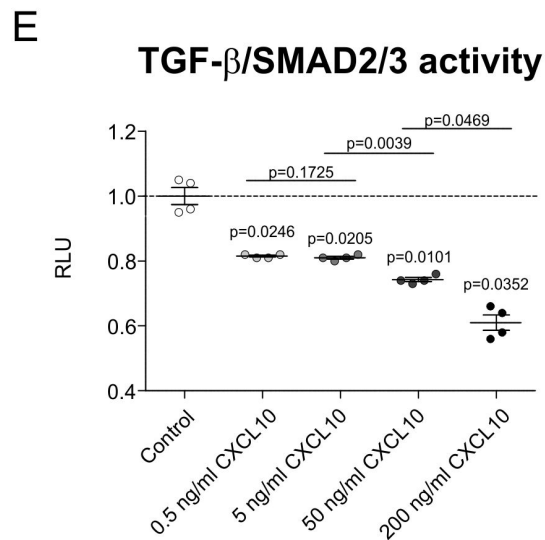 E
TGF-β/SMAD2/3 activity
p=0.0469
p=0.0039
p=0.1725
p=0.0246
p=0.0205
p=0.0101
p=0.0352
RLU
1.2
1.0
0.8
0.6
0.4
Control
0.5 ng/ml CXCL10
5 ng/ml CXCL10
50 ng/ml CXCL10
200 ng/ml CXCL10